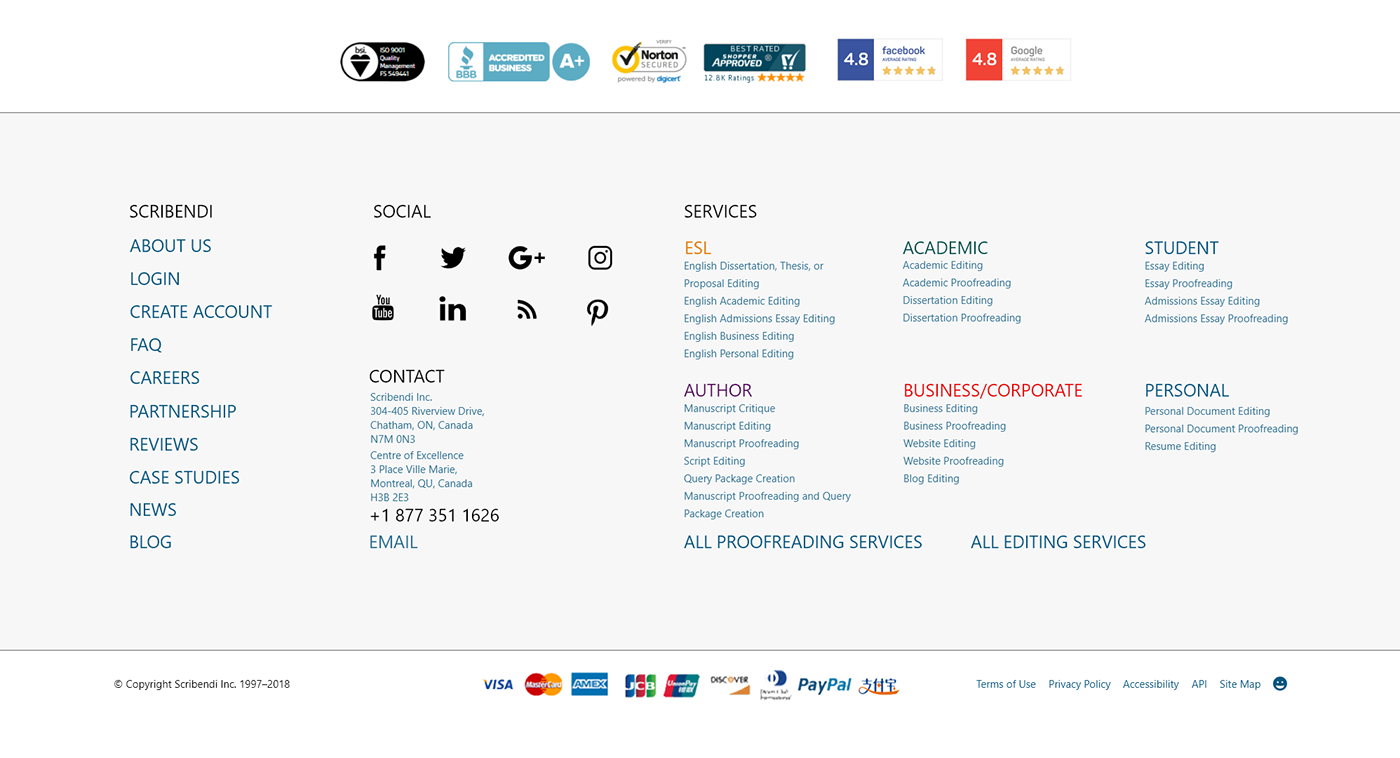 bsi.
ISO 9001
Quality
Management
FS 549441
BBB
ACCREDITED
BUSINESS
A+
VERIFY
Norton
SECURED
powered by digicert
BEST RATED
SHOPPER
APPROVED
12.8K Ratings
4.8
facebook
AVERAGE RATING
4.8
Google
AVERAGE RATING
SCRIBENDI
ABOUT US
LOGIN
CREATE ACCOUNT
FAQ
CAREERS
PARTNERSHIP
REVIEWS
CASE STUDIES
NEWS
BLOG
SOCIAL
G+
You
Tube
in
CONTACT
Scribendi Inc.
304-405 Riverview Drive,
Chatham, ON, Canada
N7M 0N3
Centre of Excellence
3 Place Ville Marie,
Montreal, QU, Canada
H3B 2E3
+1 877 351 1626
EMAIL
SERVICES
ESL
English Dissertation, Thesis, or
Proposal Editing
English Academic Editing
English Admissions Essay Editing
English Business Editing
English Personal Editing
ACADEMIC
Academic Editing
Academic Proofreading
Dissertation Editing
Dissertation Proofreading
STUDENT
Essay Editing
Essay Proofreading
Admissions Essay Editing
Admissions Essay Proofreading
AUTHOR
Manuscript Critique
Manuscript Editing
Manuscript Proofreading
Script Editing
Query Package Creation
Manuscript Proofreading and Query
Package Creation
BUSINESS/CORPORATE
Business Editing
Business Proofreading
Website Editing
Website Proofreading
Blog Editing
PERSONAL
Personal Document Editing
Personal Document Proofreading
Resume Editing
ALL PROOFREADING SERVICES
ALL EDITING SERVICES
© Copyright Scribendi Inc. 1997–2018
VISA
MasterCard
AMEX
JCB
UnionPay
银联
DISCOVER
Diners Club
International
PayPal
支付宝
Terms of Use
Privacy Policy
Accessibility
API
Site Map